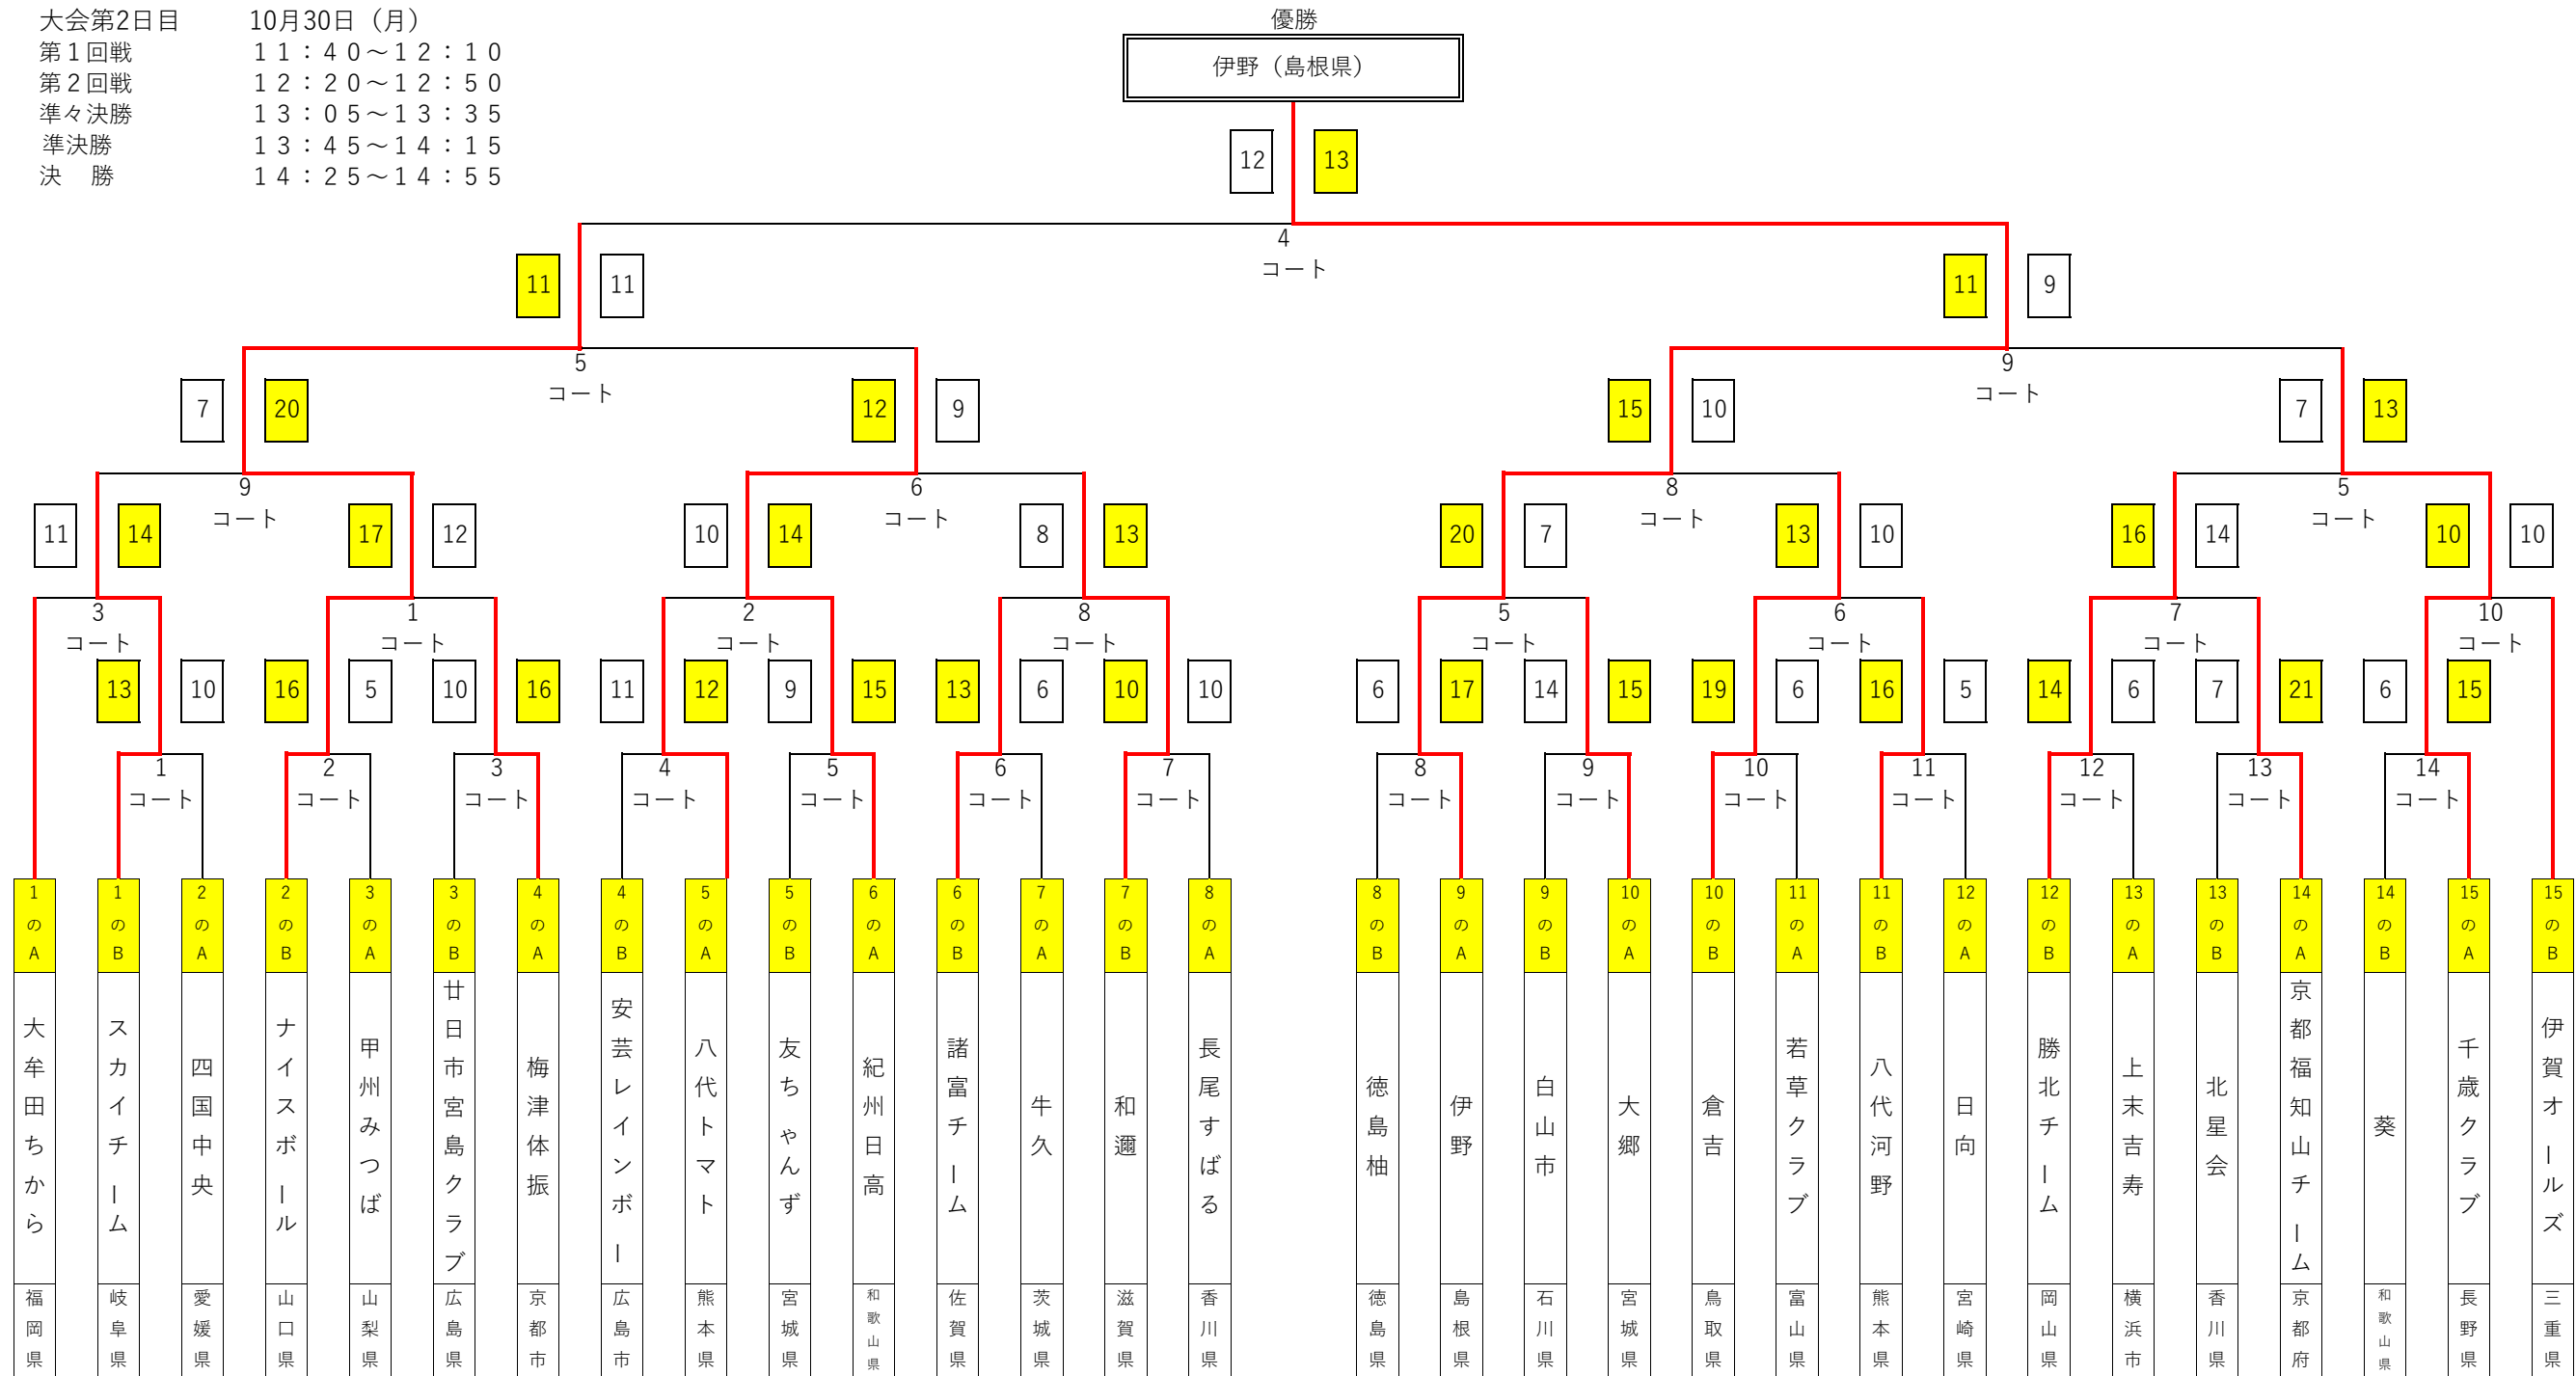 大会第2日目 10月30日（月）
第１回戦 １１：４０～１２：１０
第２回戦 １２：２０～１２：５０
準々決勝 １３：０５～１３：３５
準決勝 １３：４５～１４：１５
決 勝 １４：２５～１４：５５
優勝
伊野（島根県）
12 13
4
コート
11 11 11 9
5 9
コート コート
7 20 12 9 15 10 7 13
9 6 8 5
コート コート コート コート
11 14 17 12 10 14 8 13 20 7 13 10 16 14 10 10
3 1 2 8 5 6 7 10
コート コート コート コート コート コート コート コート
13 10 16 5 10 16 11 12 9 15 13 6 10 10 6 17 14 15 19 6 16 5 14 6 7 21 6 15
1 2 3 4 5 6 7 8 9 10 11 12 13 14
コート コート コート コート コート コート コート コート コート コート コート コート コート コート
1のA 大牟田ちから 福岡県
1のB スカイチーム 岐阜県
2のA 四国中央 愛媛県
2のB ナイスボール 山口県
3のA 甲州みつば 山梨県
3のB 廿日市宮島クラブ 広島県
4のA 梅津体振 京都市
4のB 安芸レインボー 広島市
5のA 八代トマト 熊本県
5のB 友ちゃんず 宮城県
6のA 紀州日高 和歌山県
6のB 諸富チーム 佐賀県
7のA 牛久 茨城県
7のB 和邇 滋賀県
8のA 長尾すばる 香川県
8のB 徳島柚 徳島県
9のA 伊野 島根県
9のB 白山市 石川県
10のA 大郷 宮城県
10のB 倉吉 鳥取県
11のA 若草クラブ 富山県
11のB 八代河野 熊本県
12のA 日向 宮崎県
12のB 勝北チーム 岡山県
13のA 上末吉寿 横浜市
13のB 北星会 香川県
14のA 京都福知山チーム 京都府
14のB 葵 和歌山県
15のA 千歳クラブ 長野県
15のB 伊賀オールズ 三重県